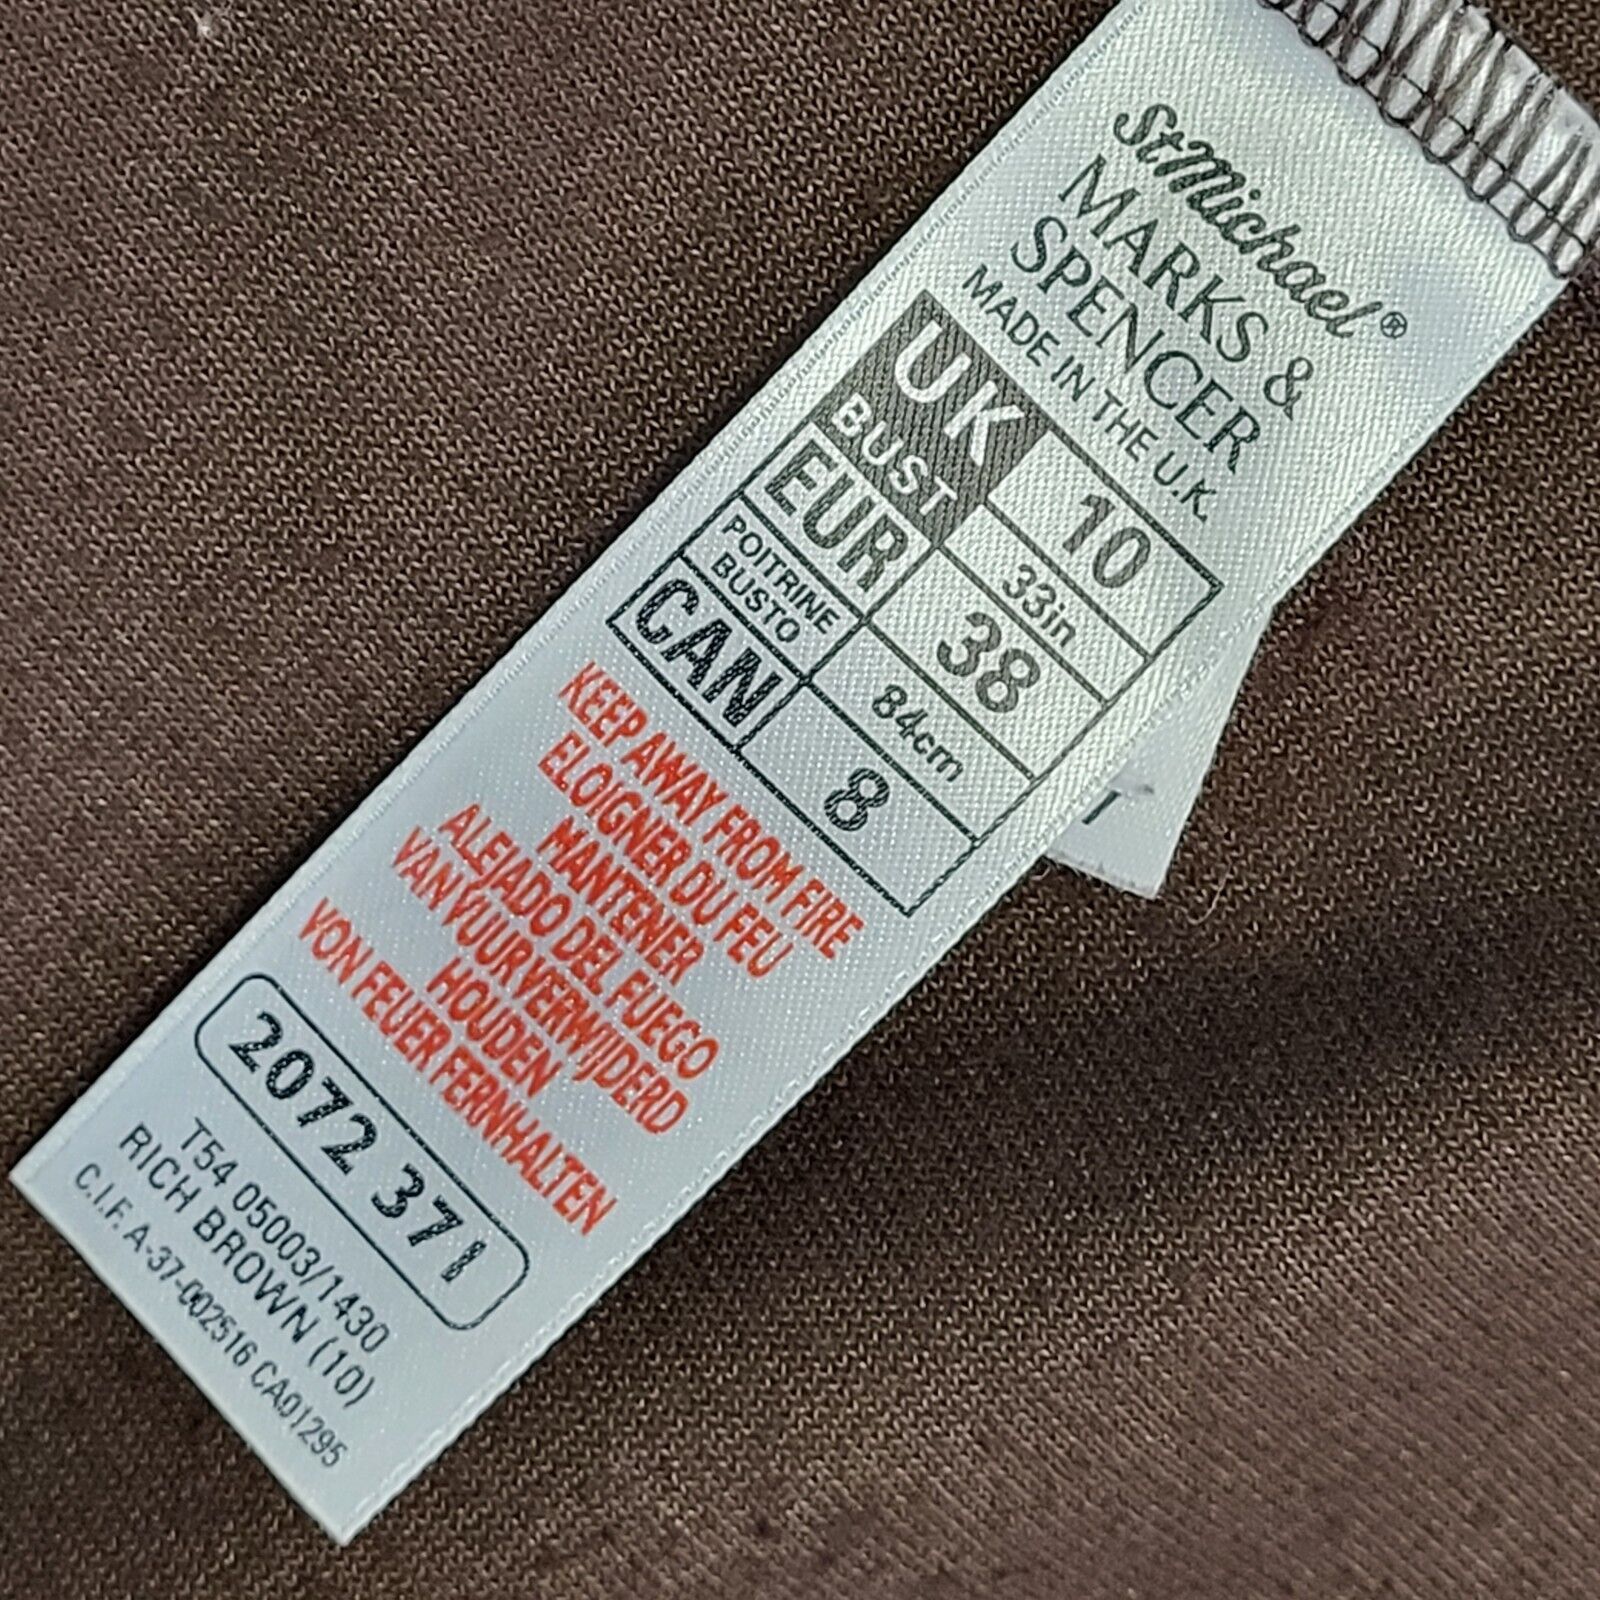 StMichael®
MARKS &
SPENCER
MADE IN THE U.K.
UK 10
BUST 33in
EUR 38
POITRINE
BUSTO 84cm
CAN 8
KEEP AWAY FROM FIRE
ELOIGNER DU FEU
MANTENER
ALEJADO DEL FUEGO
VAN VUUR VERWIJDERD
HOUDEN
VON FEUER FERNHALTEN
2072 371
T54 05003/1430
RICH BROWN (10)
C.I.F. A-37-002516 CA01295